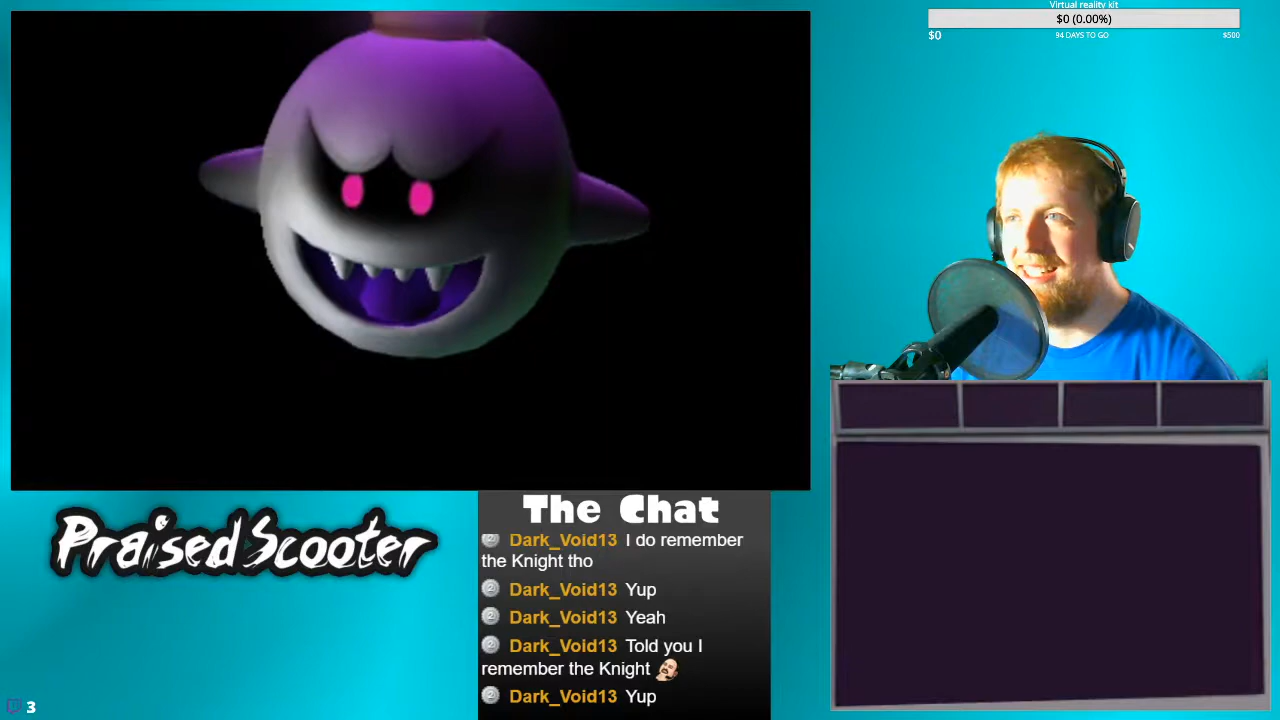 Virtual reality kit
$0 (0.00%)
$0 94 DAYS TO GO $500
PraisedScooter
The Chat
Dark_Void13 I do remember
the Knight tho
Dark_Void13 Yup
Dark_Void13 Yeah
Dark_Void13 Told you I
remember the Knight
Dark_Void13 Yup
3